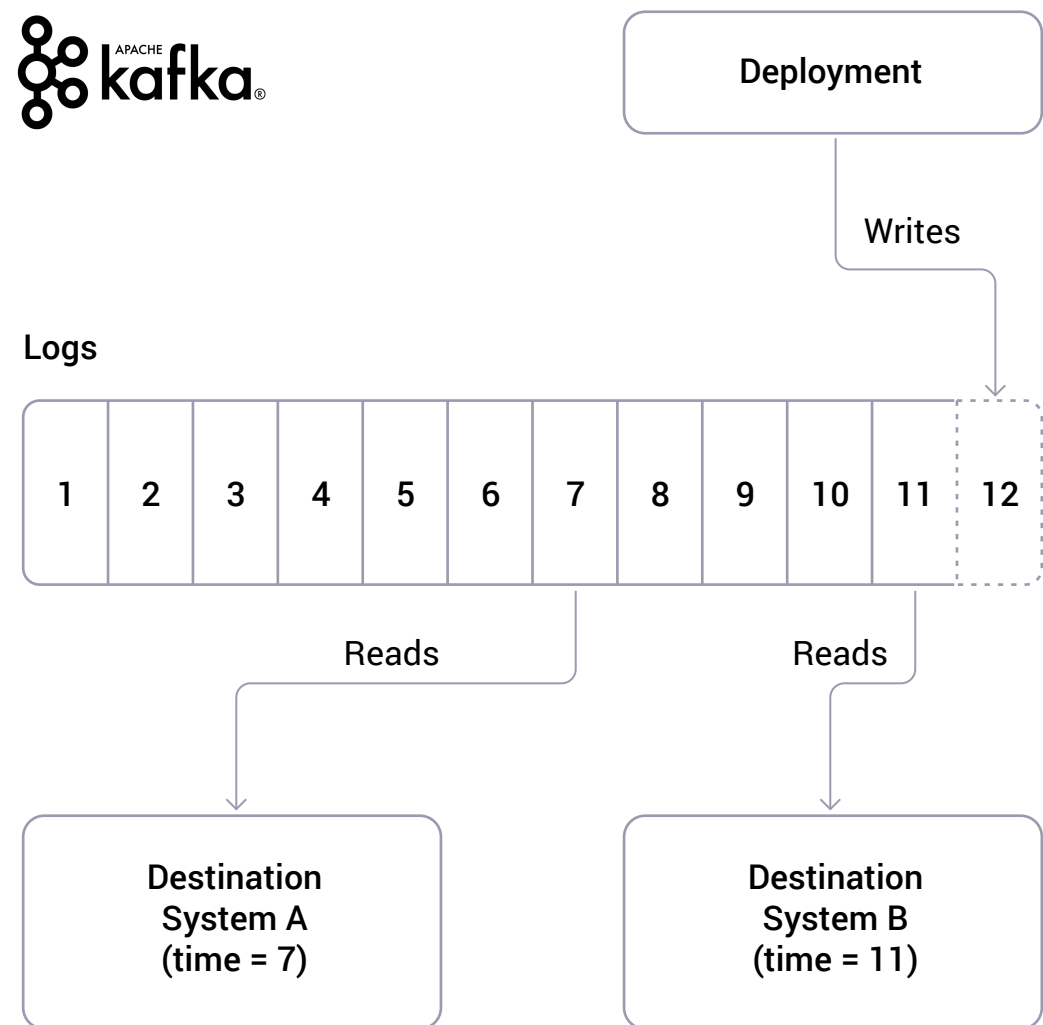 APACHE
kafka®
Deployment
Writes
Logs
1 2 3 4 5 6 7 8 9 10 11 12
Reads Reads
Destination
System A
(time = 7)
Destination
System B
(time = 11)